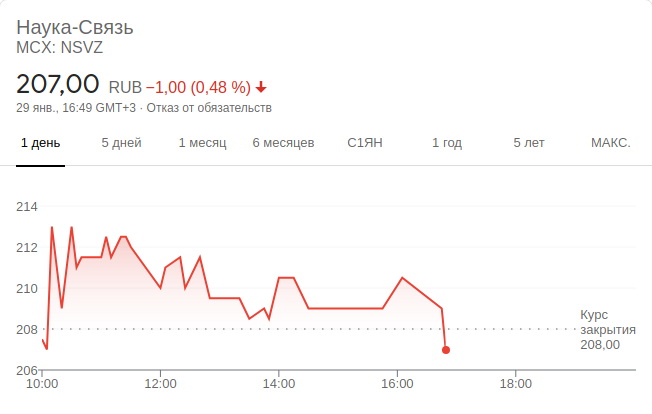 Наука-Связь
MCX: NSVZ
207,00 RUB −1,00 (0,48 %)
29 янв., 16:49 GMT+3 · Отказ от обязательств
1 день 5 дней 1 месяц 6 месяцев С1ЯН 1 год 5 лет МАКС.
214
212
210
208
206
Курс
закрытия
208,00
10:00 12:00 14:00 16:00 18:00